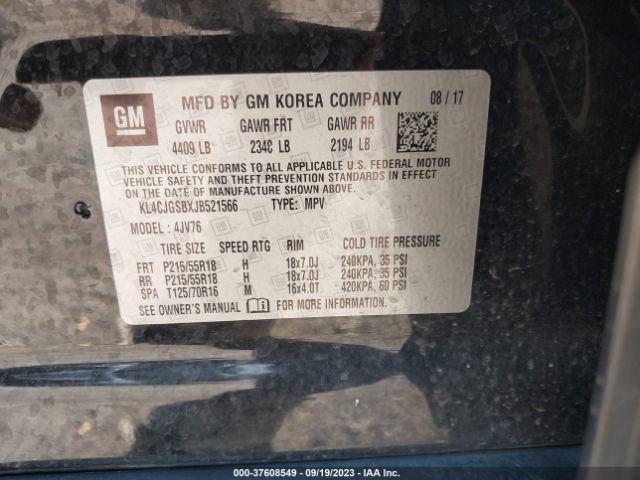 GM
MFD BY GM KOREA COMPANY 08 / 17
GVWR GAWR FRT GAWR RR
4409 LB 2348 LB 2194 LB
THIS VEHICLE CONFORMS TO ALL APPLICABLE U.S. FEDERAL MOTOR
VEHICLE SAFETY AND THEFT PREVENTION STANDARDS IN EFFECT ON
THE DATE OF MANUFACTURE SHOWN ABOVE.
KL4CJGSBXJB521566 TYPE: MPV
MODEL: 4JV76
TIRE SIZE SPEED RTG RIM COLD TIRE PRESSURE
FRT P215/55R18 H 18x7.0J 240KPA, 35 PSI
RR P215/55R18 H 18x7.0J 240KPA, 35 PSI
SPA T125/70R16 M 16x4.0T 420KPA, 60 PSI
SEE OWNER'S MANUAL FOR MORE INFORMATION.
000-37608549 - 09/19/2023 - IAA Inc.